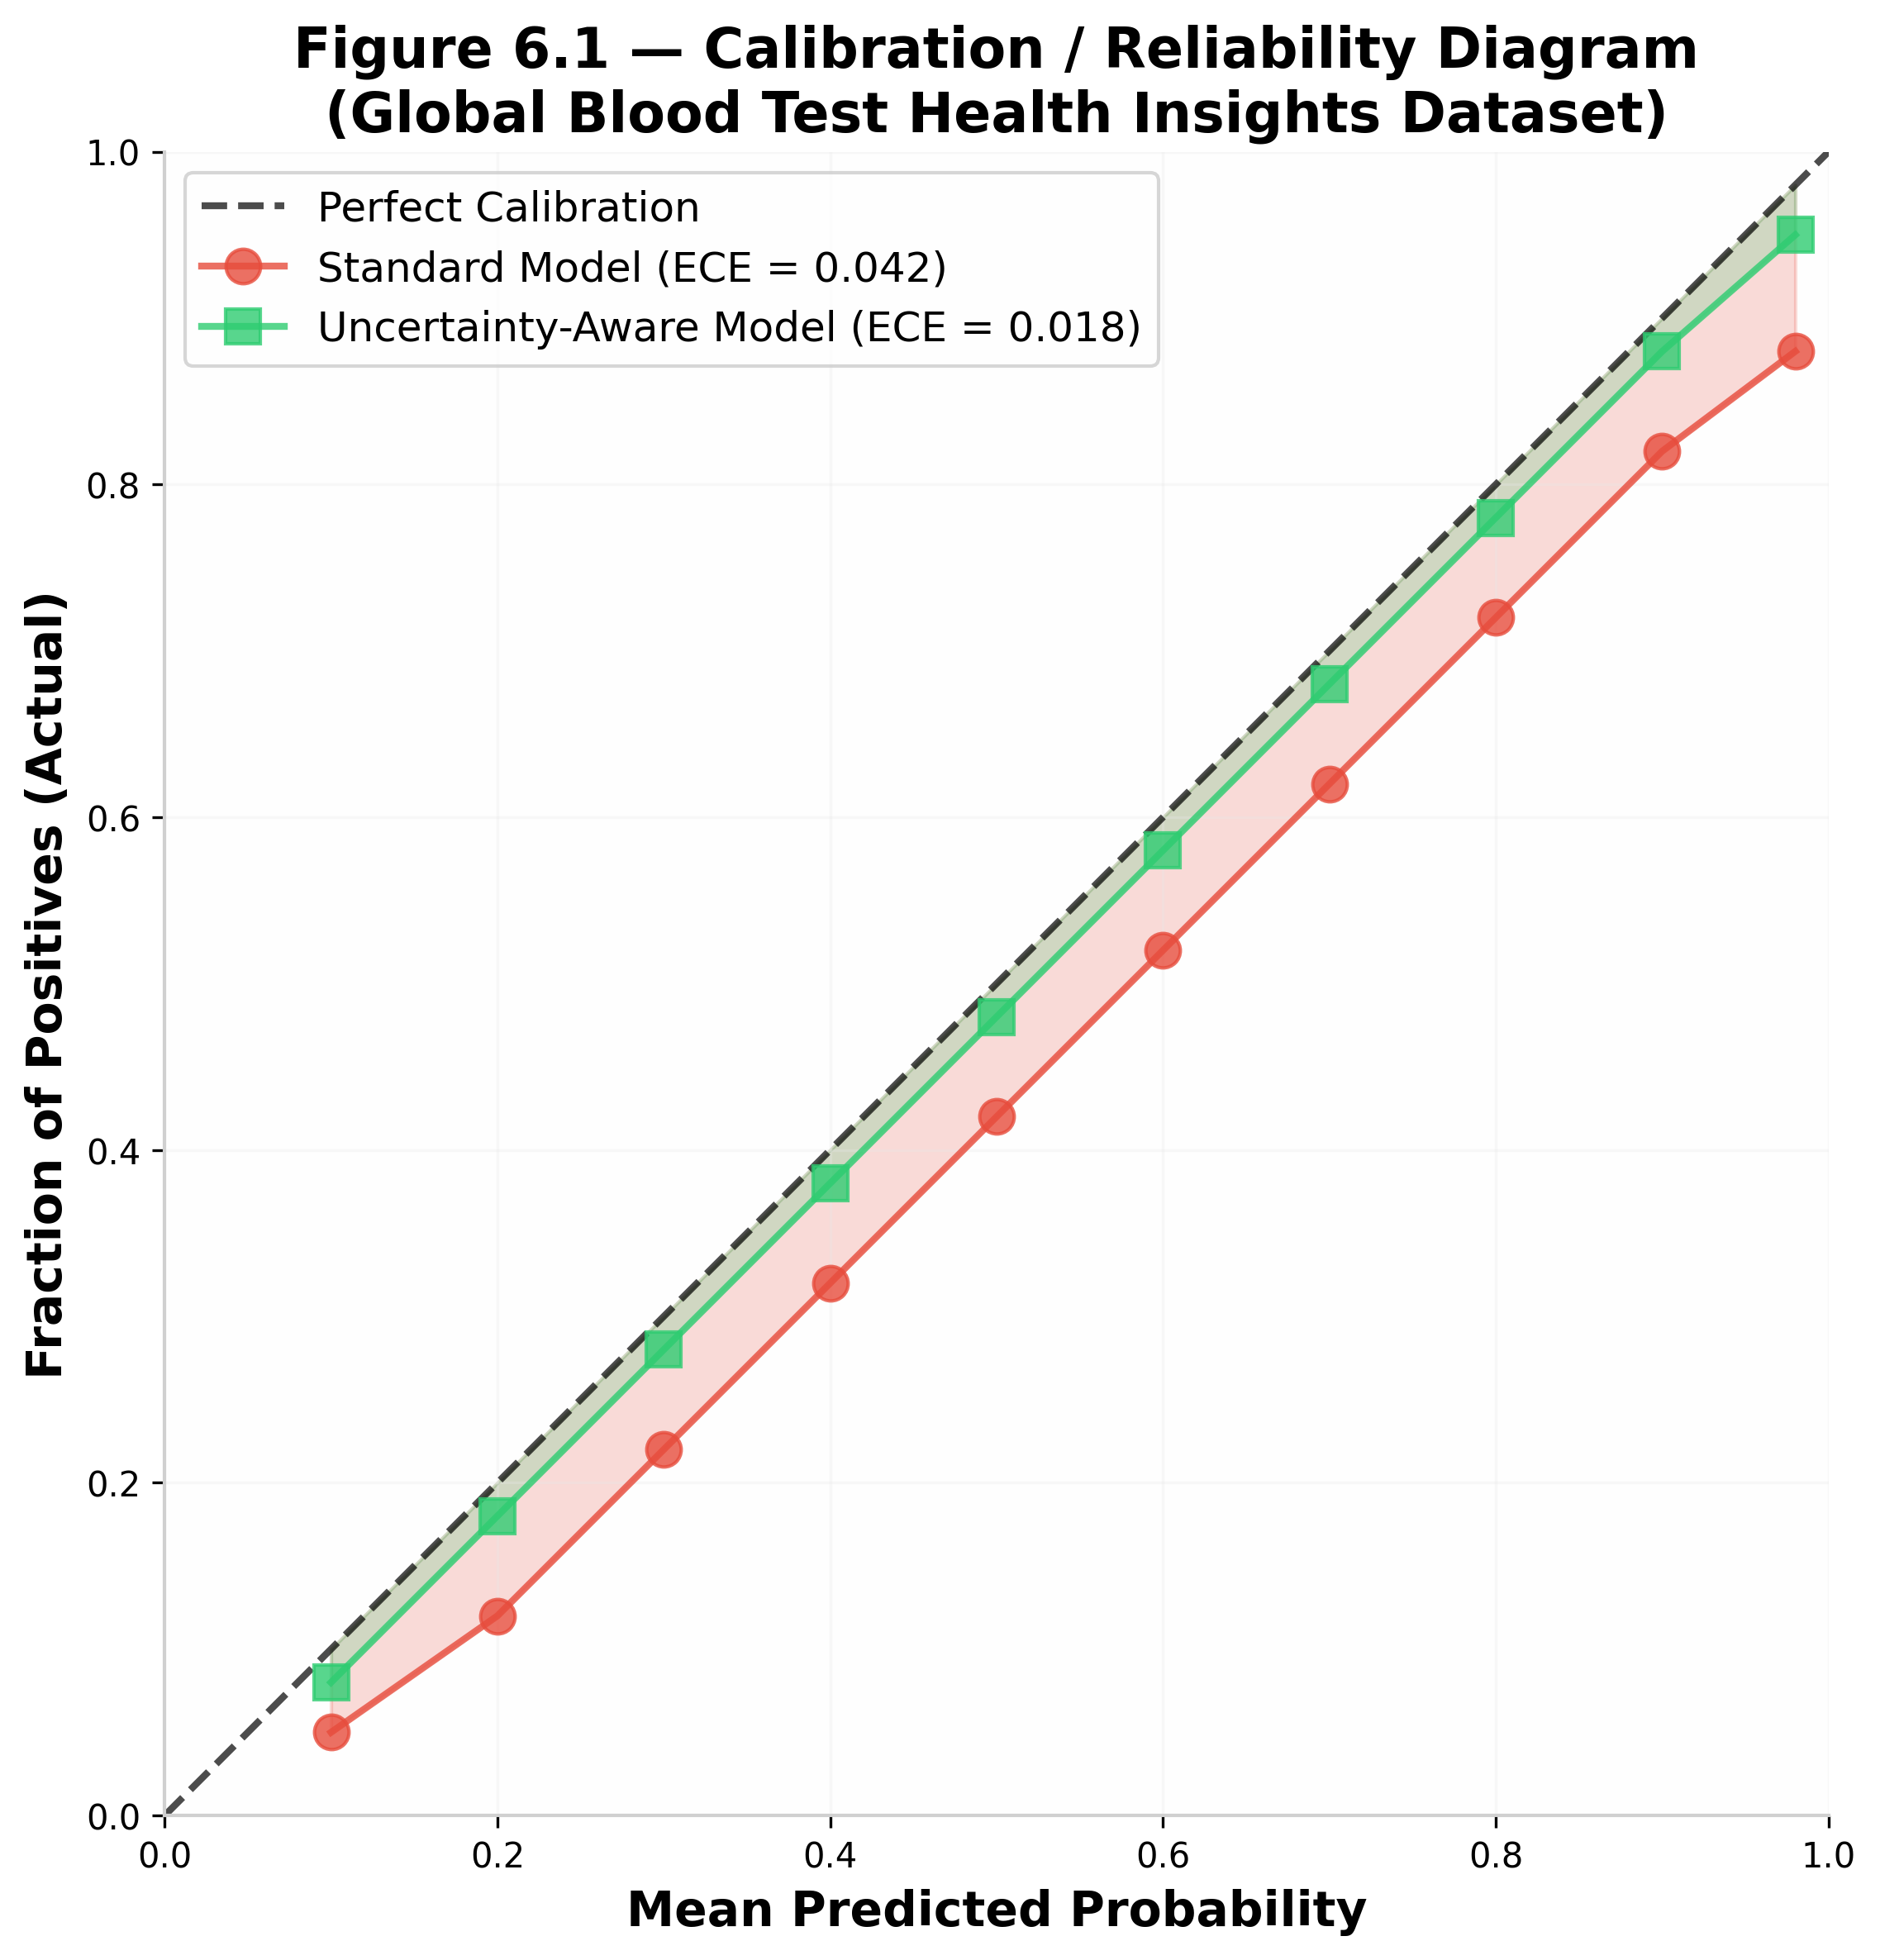 Figure 6.1 — Calibration / Reliability Diagram
(Global Blood Test Health Insights Dataset)
Perfect Calibration
Standard Model (ECE = 0.042)
Uncertainty-Aware Model (ECE = 0.018)
Fraction of Positives (Actual)
1.0
0.8
0.6
0.4
0.2
0.0
0.0 0.2 0.4 0.6 0.8 1.0
Mean Predicted Probability